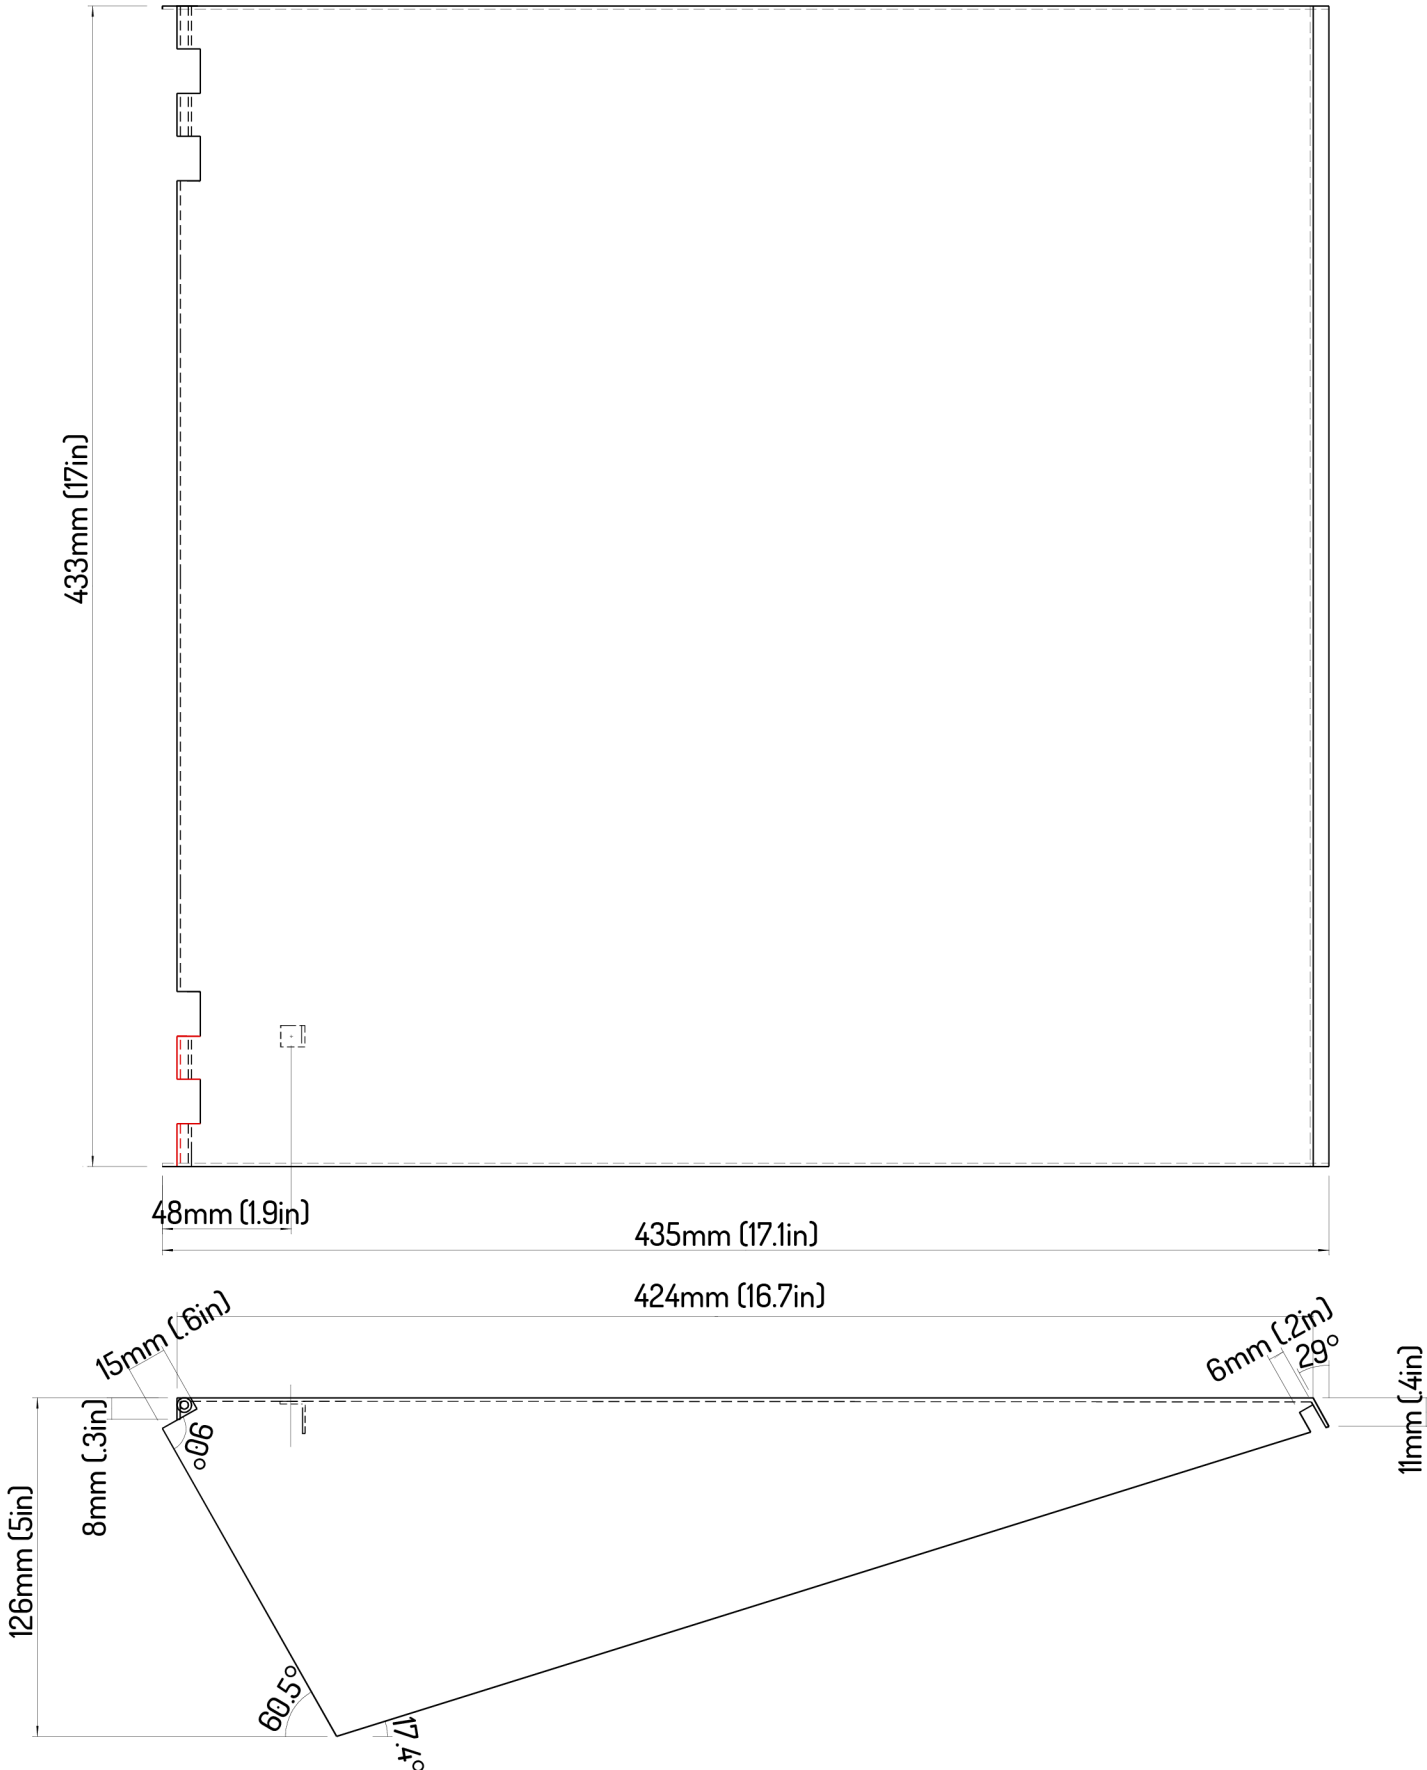 433mm (17in)
48mm (1.9in)
435mm (17.1in)
424mm (16.7in)
15mm (.6in)
6mm (.2in)
29°
11mm (.4in)
8mm (.3in)
90°
126mm (5in)
60.5°
17.4°